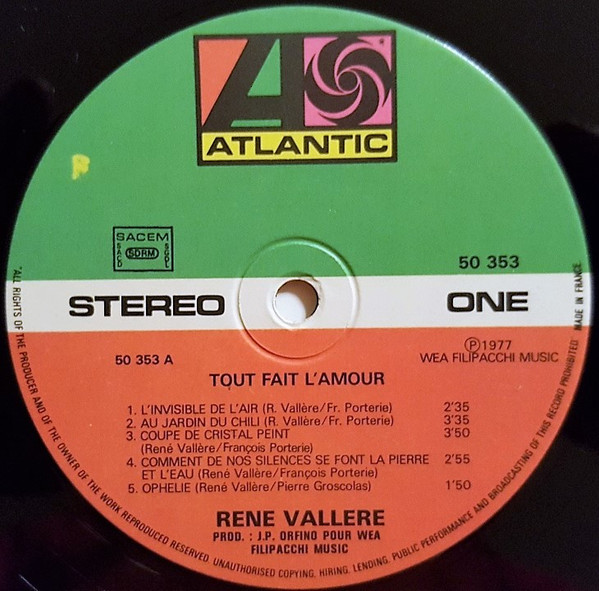 ATLANTIC
SACEM
SACD SDRM SGDL
50 353
STEREO
ONE
50 353 A
Ⓟ1977
WEA FILIPACCHI MUSIC
TOUT FAIT L'AMOUR
1. L'INVISIBLE DE L'AIR (R. Vallère/Fr. Porterie) 2'35
2. AU JARDIN DU CHILI (R. Vallère/Fr. Porterie) 3'35
3. COUPE DE CRISTAL PEINT 3'50
(René Vallère/François Porterie)
4. COMMENT DE NOS SILENCES SE FONT LA PIERRE 2'55
ET L'EAU (René Vallère/François Porterie)
5. OPHELIE (René Vallère/Pierre Groscolas) 1'50
RENE VALLERE
PROD. : J.P. ORFINO POUR WEA
FILIPACCHI MUSIC
"ALL RIGHTS OF THE PRODUCER AND OF THE OWNER OF THE WORK REPRODUCED RESERVED. UNAUTHORISED COPYING. HIRING. LENDING. PUBLIC PERFORMANCE AND BROADCASTING OF THIS RECORD PROHIBITED MADE IN FRANCE